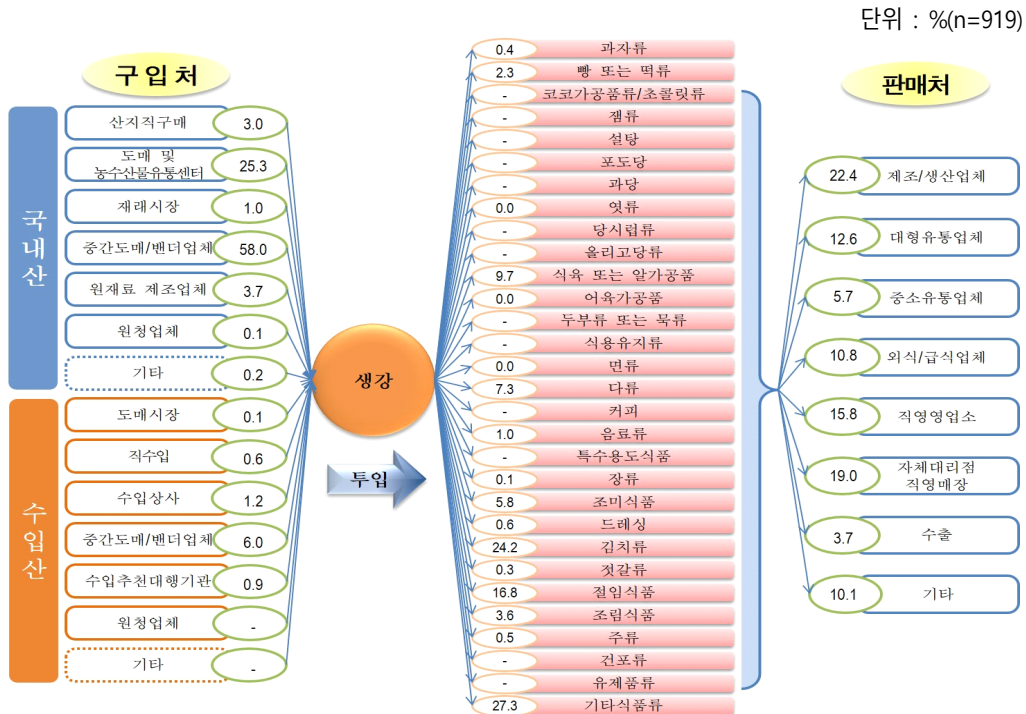 단위 : %(n=919)
구입처
국내산
산지직구매 3.0
도매 및
농수산물유통센터 25.3
재래시장 1.0
중간도매/밴더업체 58.0
원재료 제조업체 3.7
원청업체 0.1
기타 0.2
수입산
도매시장 0.1
직수입 0.6
수입상사 1.2
중간도매/밴더업체 6.0
수입추천대행기관 0.9
원청업체 -
기타 -
생강
투입
0.4 과자류
2.3 빵 또는 떡류
- 코코가공품류/초콜릿류
- 잼류
- 설탕
- 포도당
- 과당
0.0 엿류
- 당시럽류
- 올리고당류
9.7 식육 또는 알가공품
0.0 어육가공품
- 두부류 또는 묵류
- 식용유지류
0.0 면류
7.3 다류
- 커피
1.0 음료류
- 특수용도식품
0.1 장류
5.8 조미식품
0.6 드레싱
24.2 김치류
0.3 젓갈류
16.8 절임식품
3.6 조림식품
0.5 주류
- 건포류
- 유제품류
27.3 기타식품류
판매처
22.4 제조/생산업체
12.6 대형유통업체
5.7 중소유통업체
10.8 외식/급식업체
15.8 직영영업소
19.0 자체대리점
직영매장
3.7 수출
10.1 기타